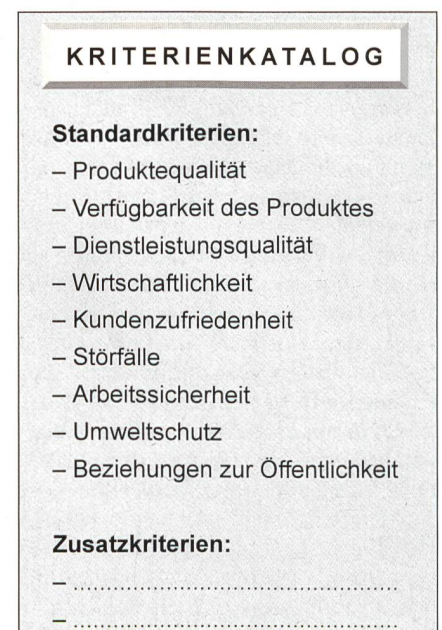 KRITERIENKATALOG
Standardkriterien:
– Produktequalität
– Verfügbarkeit des Produktes
– Dienstleistungsqualität
– Wirtschaftlichkeit
– Kundenzufriedenheit
– Störfälle
– Arbeitssicherheit
– Umweltschutz
– Beziehungen zur Öffentlichkeit
Zusatzkriterien:
– ....................................................
– ....................................................